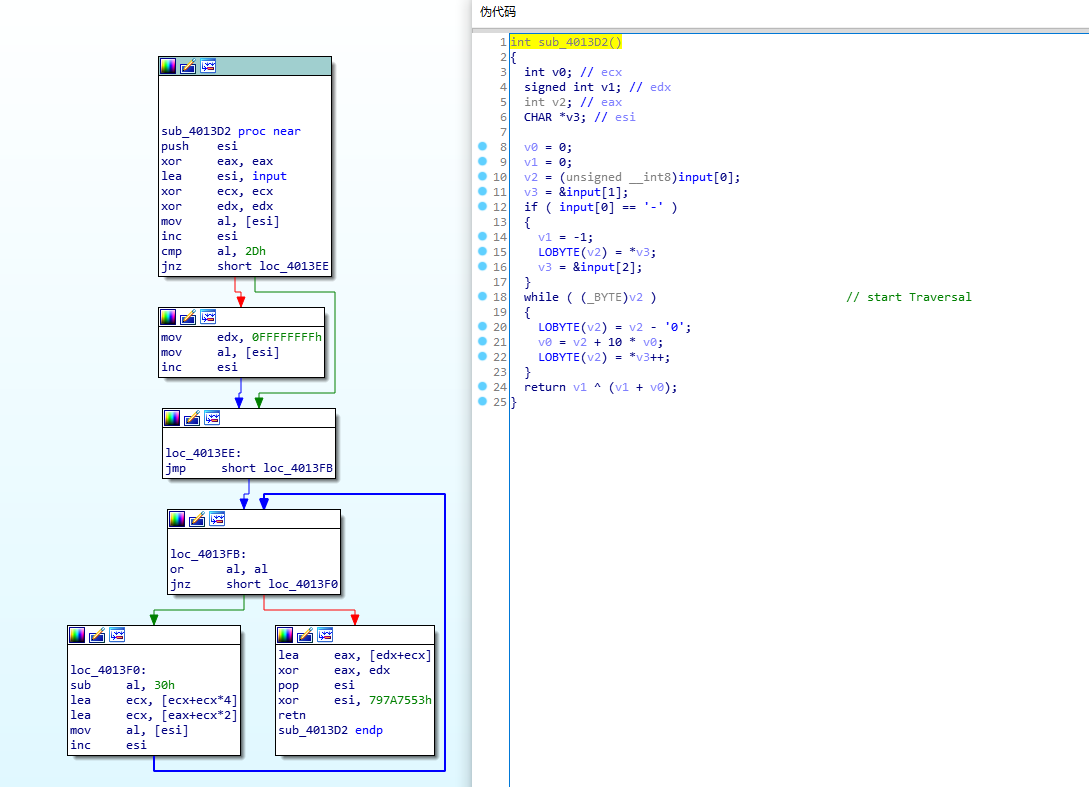 sub_4013D2 proc near
push esi
xor eax, eax
lea esi, input
xor ecx, ecx
xor edx, edx
mov al, [esi]
inc esi
cmp al, 2Dh
jnz short loc_4013EE
mov edx, 0FFFFFFFFh
mov al, [esi]
inc esi
loc_4013EE:
jmp short loc_4013FB
loc_4013FB:
or al, al
jnz short loc_4013F0
loc_4013F0:
sub al, 30h
lea ecx, [ecx+ecx*4]
lea ecx, [eax+ecx*2]
mov al, [esi]
inc esi
lea eax, [edx+ecx]
xor eax, edx
pop esi
xor esi, 797A7553h
retn
sub_4013D2 endp
伪代码
1 int sub_4013D2()
2 {
3 int v0; // ecx
4 signed int v1; // edx
5 int v2; // eax
6 CHAR *v3; // esi
7
8 v0 = 0;
9 v1 = 0;
10 v2 = (unsigned __int8)input[0];
11 v3 = &input[1];
12 if ( input[0] == '-' )
13 {
14 v1 = -1;
15 LOBYTE(v2) = *v3;
16 v3 = &input[2];
17 }
18 while ( (_BYTE)v2 ) // start Traversal
19 {
20 LOBYTE(v2) = v2 - '0';
21 v0 = v2 + 10 * v0;
22 LOBYTE(v2) = *v3++;
23 }
24 return v1 ^ (v1 + v0);
25 }